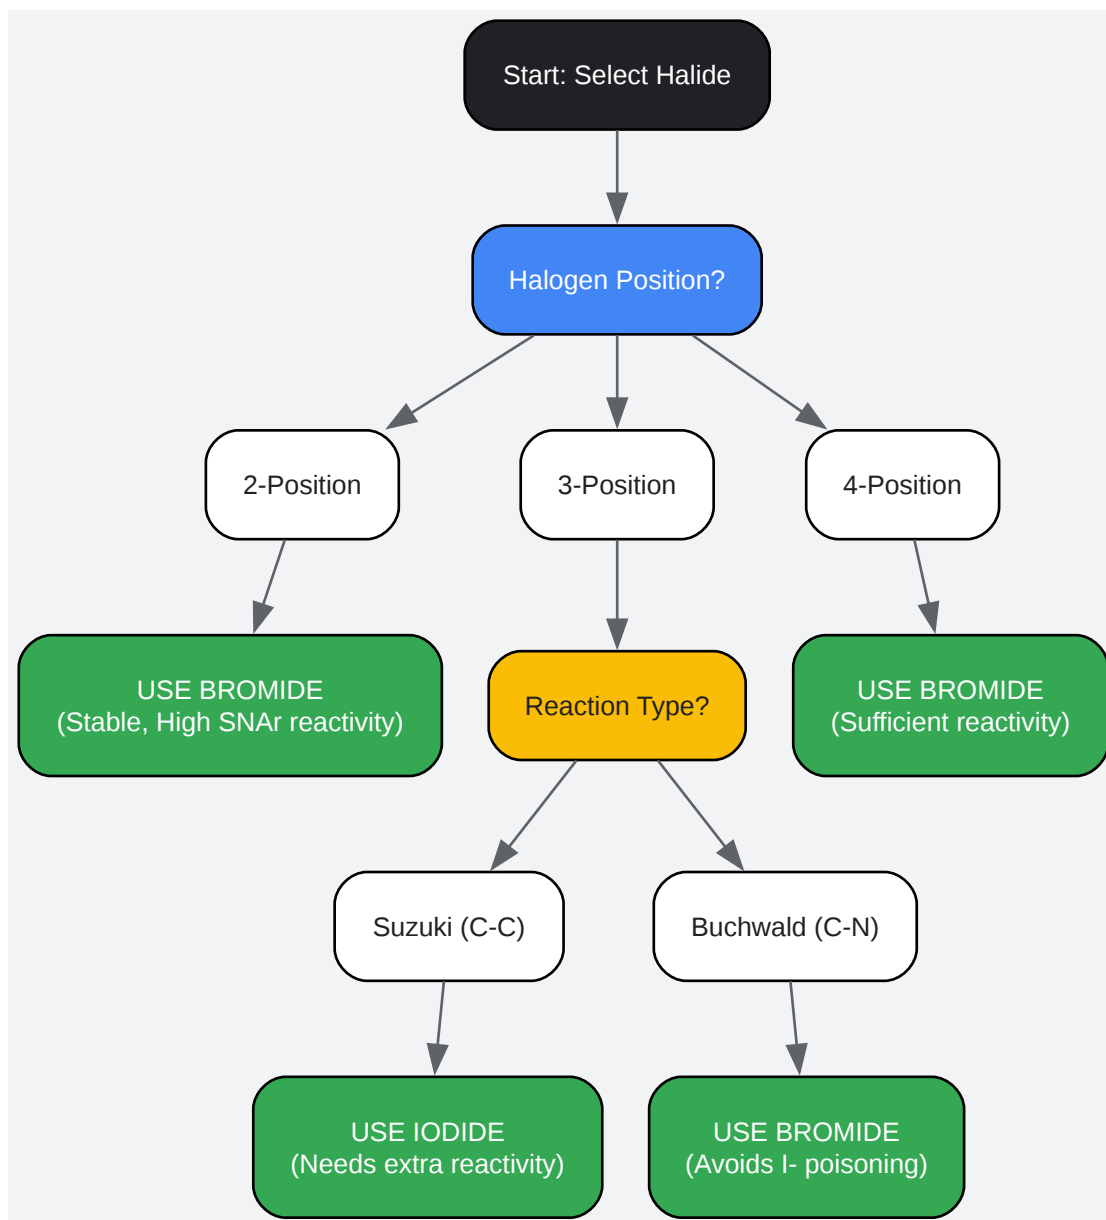 Start: Select Halide
Halogen Position?
2-Position
3-Position
4-Position
USE BROMIDE
(Stable, High SNAr reactivity)
Reaction Type?
USE BROMIDE
(Sufficient reactivity)
Suzuki (C-C)
Buchwald (C-N)
USE IODIDE
(Needs extra reactivity)
USE BROMIDE
(Avoids I- poisoning)